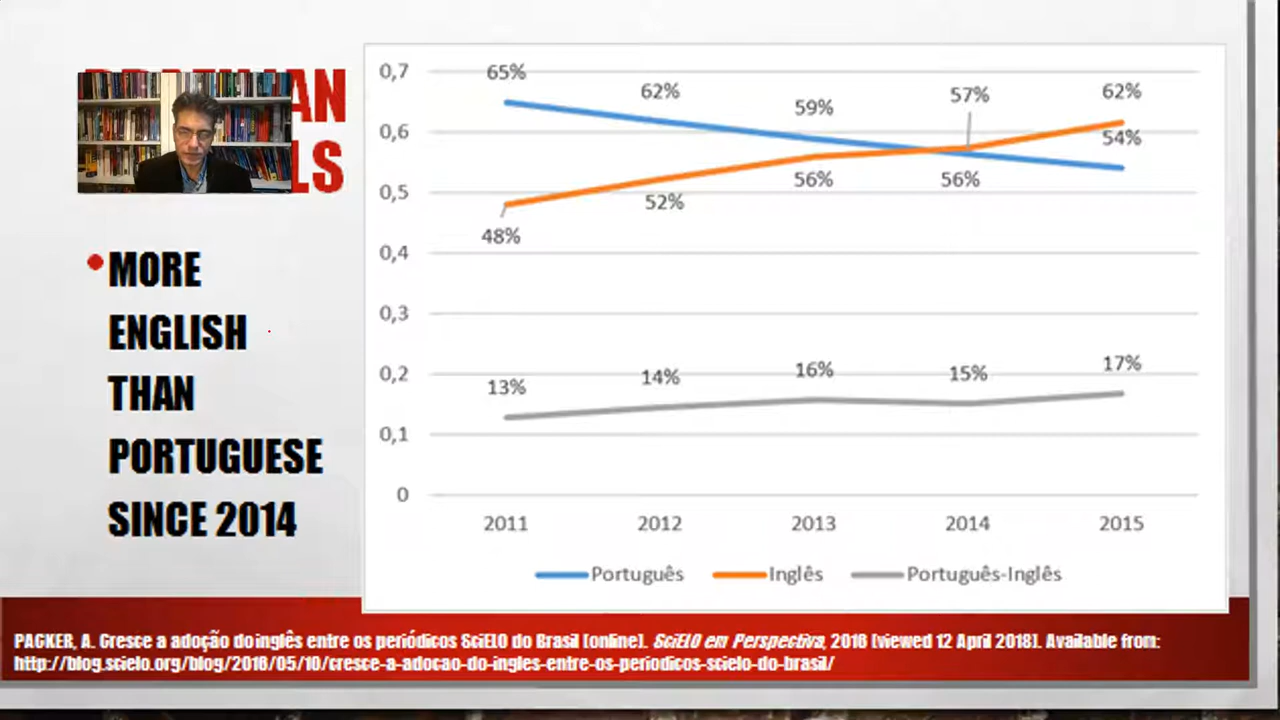 AN
LS
• MORE
ENGLISH
THAN
PORTUGUESE
SINCE 2014
0,7
0,6
0,5
0,4
0,3
0,2
0,1
0
65%
62%
59%
57%
62%
54%
48%
52%
56%
56%
13%
14%
16%
15%
17%
2011 2012 2013 2014 2015
Português Inglês Português-Inglês
PACKER, A. Cresce a adoção do inglês entre os periódicos SciELO do Brasil [online]. SciELO em Perspectiva, 2016 [viewed 12 April 2018]. Available from:
http://blog.scielo.org/blog/2016/05/10/cresce-a-adocao-do-ingles-entre-os-periodicos-scielo-do-brasil/